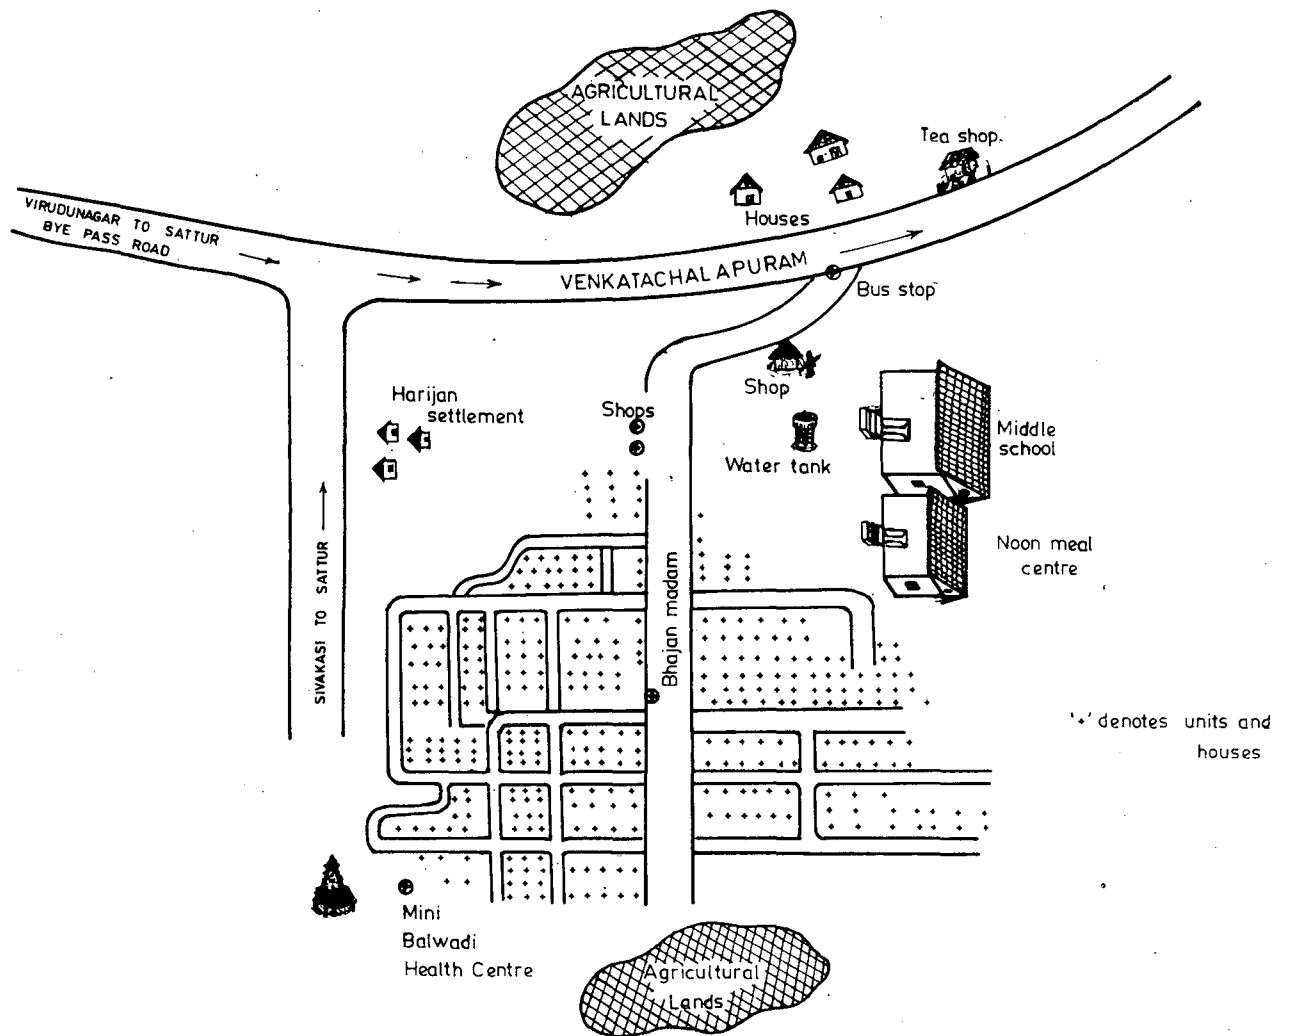 AGRICULTURAL
LANDS
Tea shop.
Houses
VIRUDUNAGAR TO SATTUR
BYE PASS ROAD
VENKATACHALAPURAM
Bus stop
Shop
Harijan
settlement
Shops
Water tank
Middle
school
Noon meal
centre
SIVAKASI TO SATTUR
Bhajan madam
'+' denotes units and
houses
Mini
Balwadi
Health Centre
Agricultural
Lands